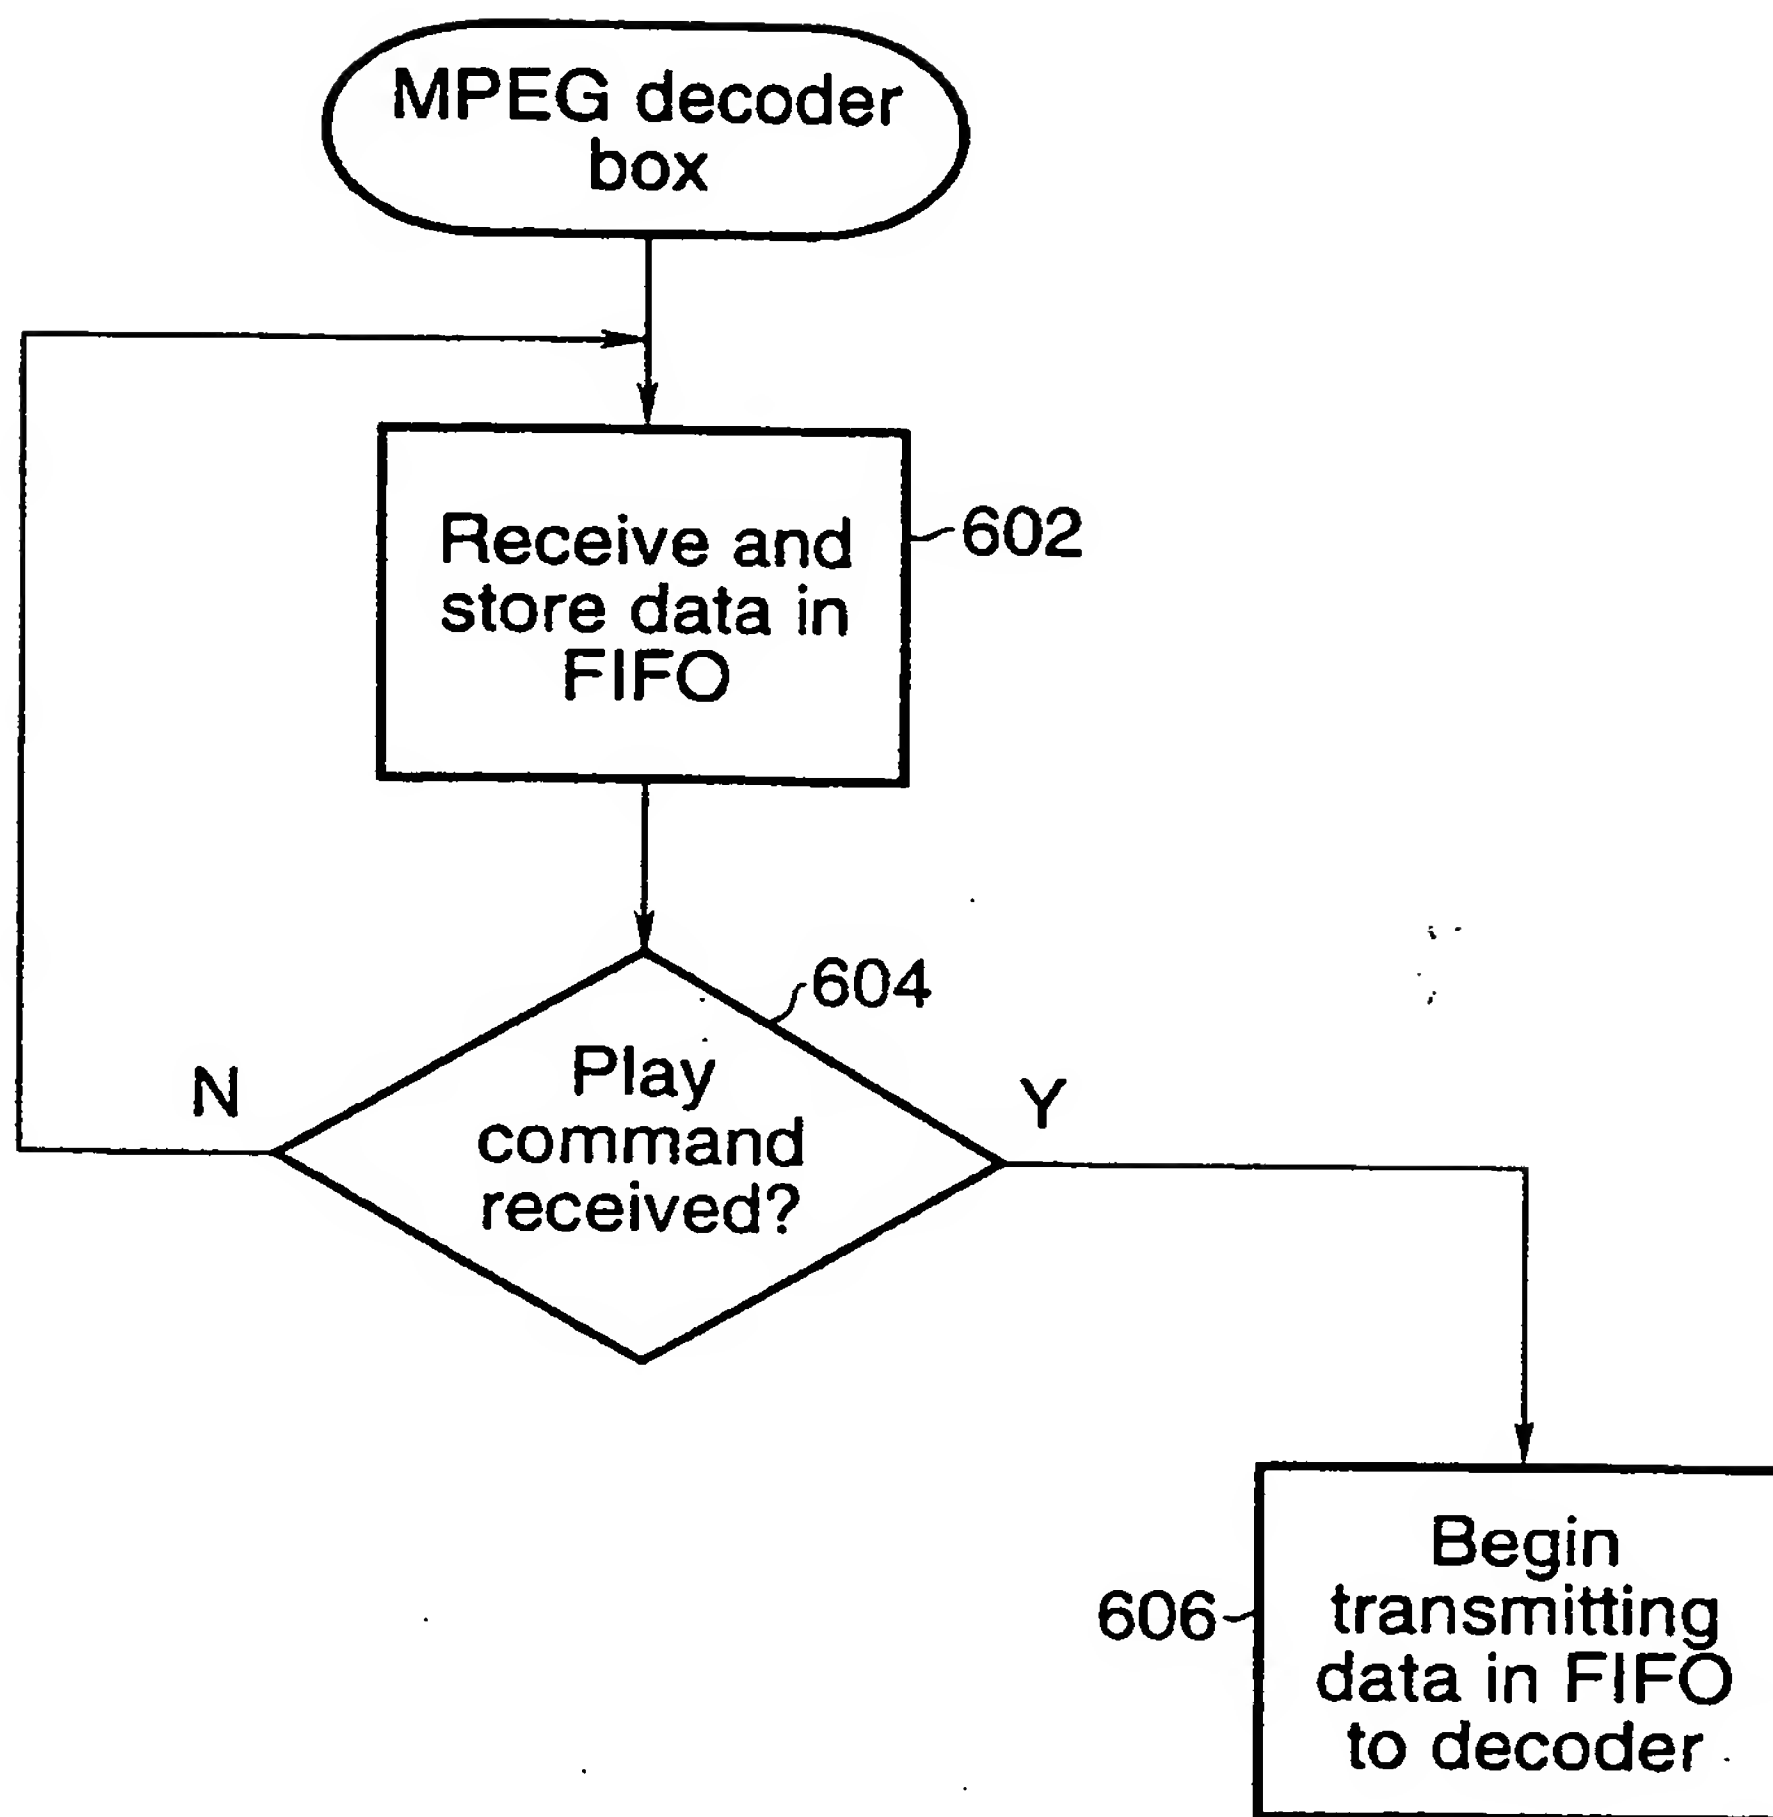 MPEG decoder
box
Receive and
store data in
FIFO
602
604
Play
command
received?
N
Y
606
Begin
transmitting
data in FIFO
to decoder